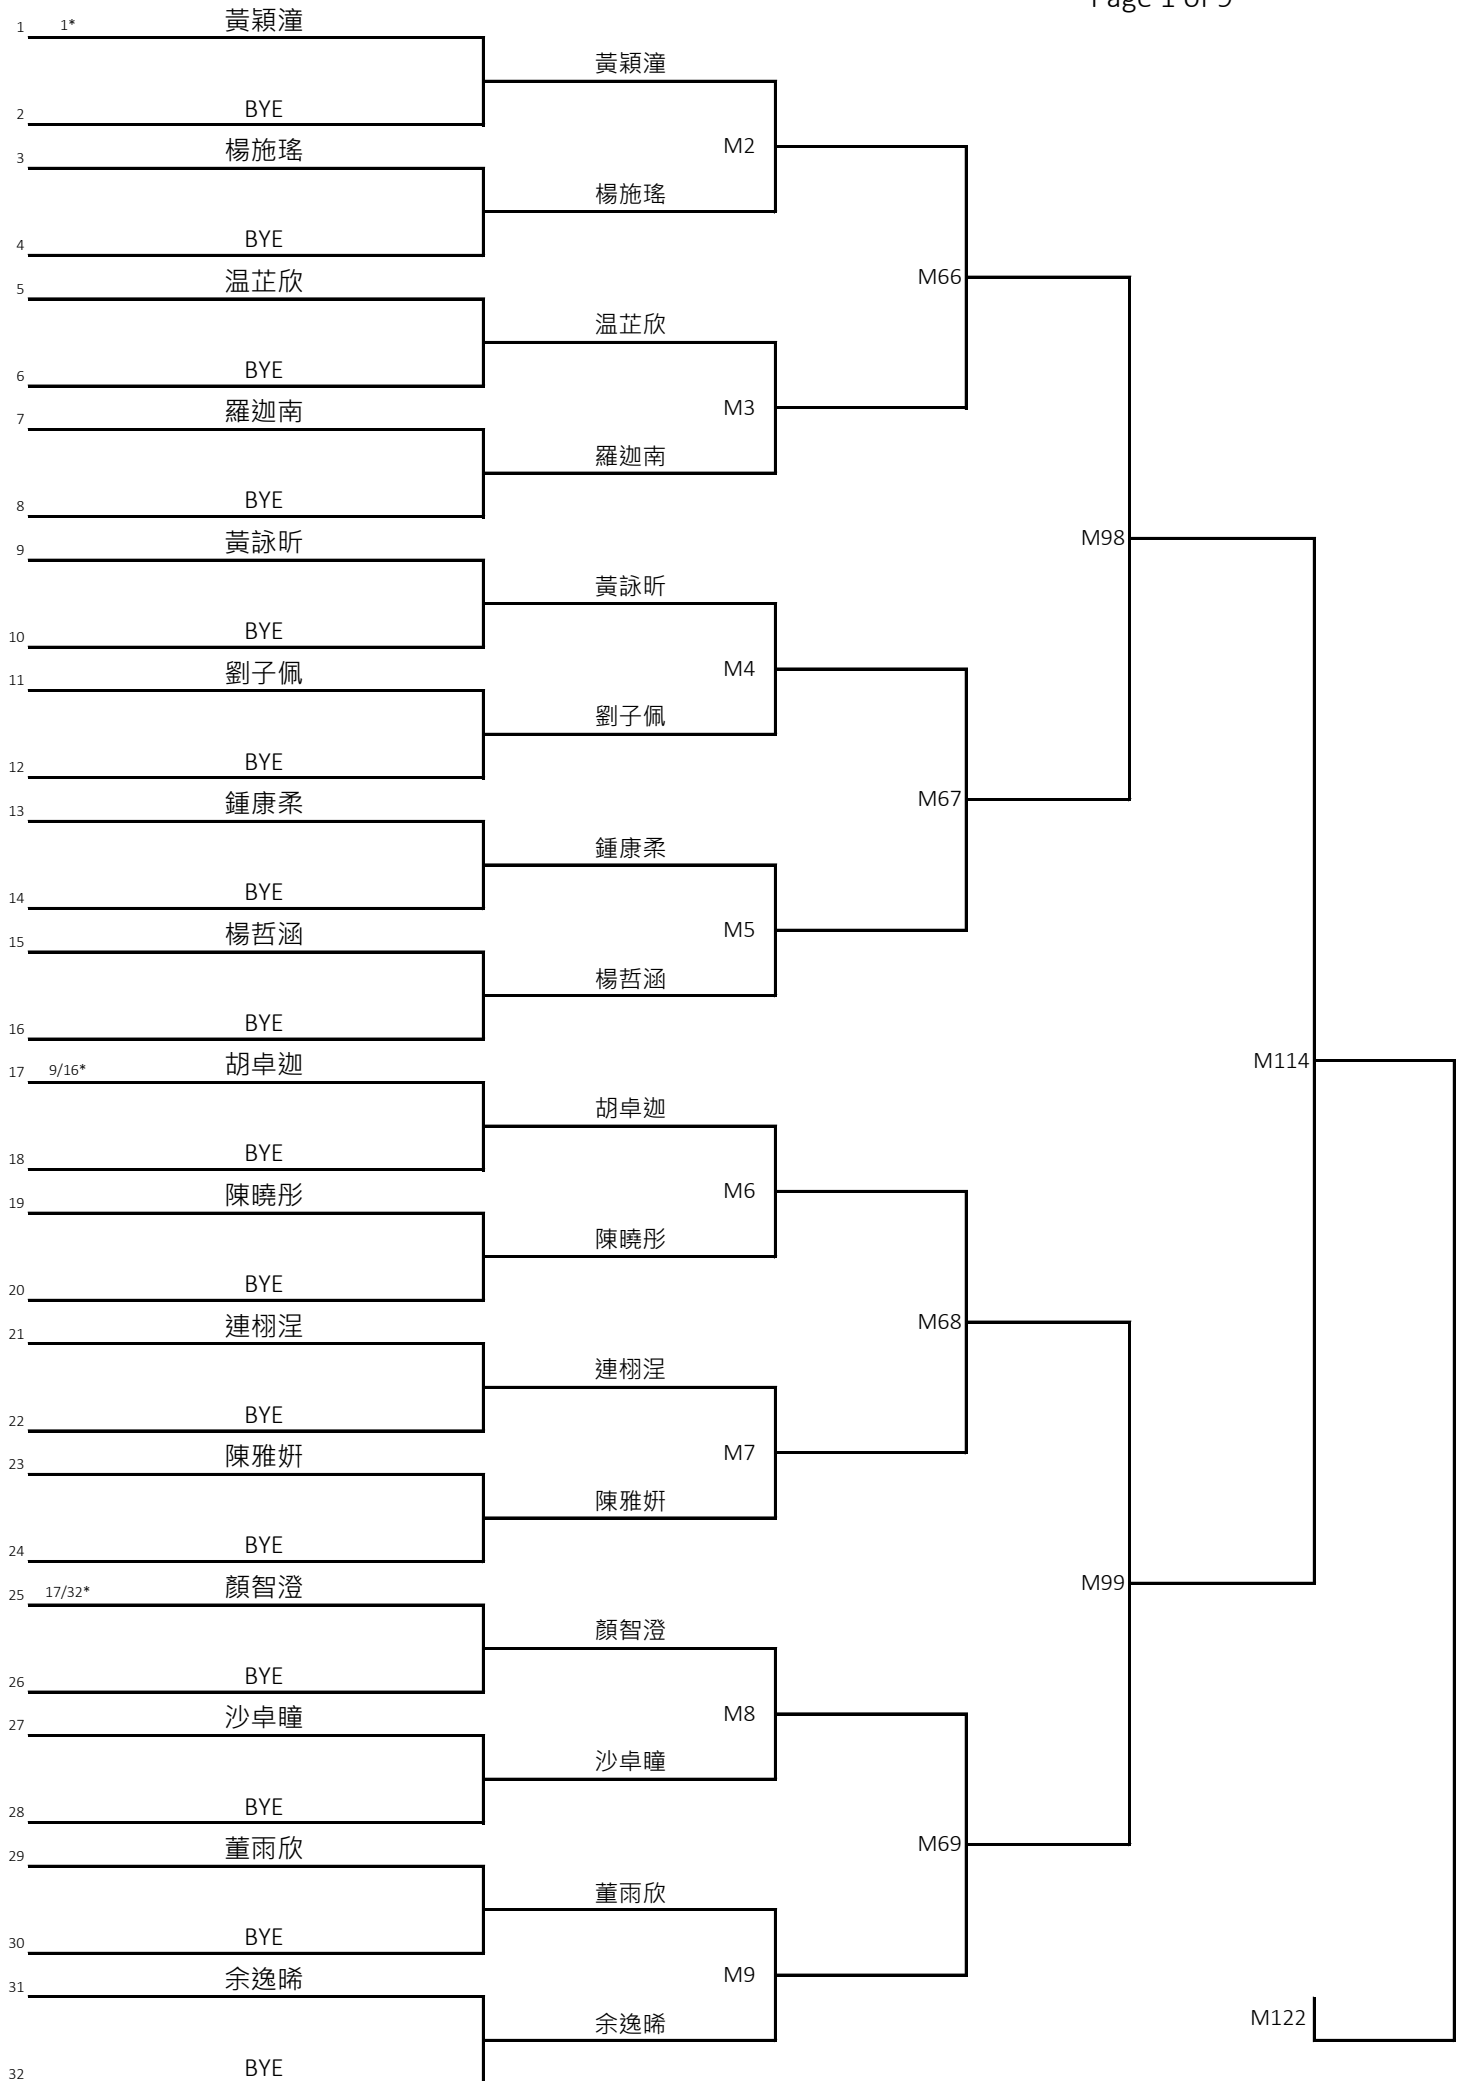 Page 1 of 9
1 1* 黃穎潼
黃穎潼
2 BYE
3 楊施瑤
M2
楊施瑤
4 BYE
5 温芷欣
M66
温芷欣
6 BYE
7 羅迦南
M3
羅迦南
8 BYE
9 黃詠昕
M98
黃詠昕
10 BYE
11 劉子佩
M4
劉子佩
12 BYE
13 鍾康柔
M67
鍾康柔
14 BYE
15 楊哲涵
M5
楊哲涵
16 BYE
17 9/16* 胡卓迦
M114
胡卓迦
18 BYE
19 陳曉彤
M6
陳曉彤
20 BYE
21 連栩浧
M68
連栩浧
22 BYE
23 陳雅妍
M7
陳雅妍
24 BYE
25 17/32* 顏智澄
M99
顏智澄
26 BYE
27 沙卓瞳
M8
沙卓瞳
28 BYE
29 董雨欣
M69
董雨欣
30 BYE
31 余逸晞
M9
余逸晞
M122
32 BYE